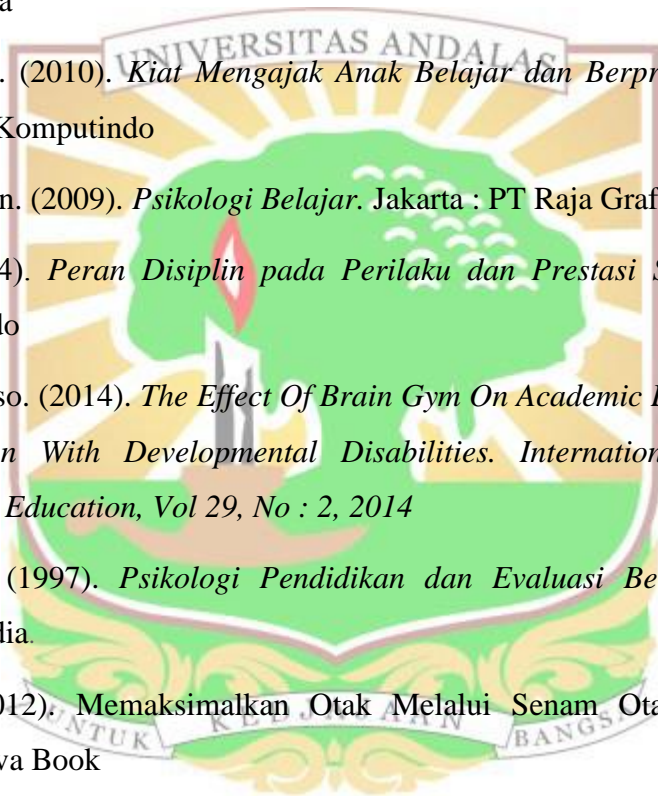 a
UNIVERSITAS ANDALAS
. (2010). Kiat Mengajak Anak Belajar dan Berpr
Komputindo
n. (2009). Psikologi Belajar. Jakarta : PT Raja Graf
4). Peran Disiplin pada Perilaku dan Prestasi S
do
so. (2014). The Effect Of Brain Gym On Academic
n With Developmental Disabilities. Internation
Education, Vol 29, No : 2, 2014
(1997). Psikologi Pendidikan dan Evaluasi Be
dia.
012). Memaksimalkan Otak Melalui Senam Ota
UNTUK KEDJAJAAN BANGSA
va Book